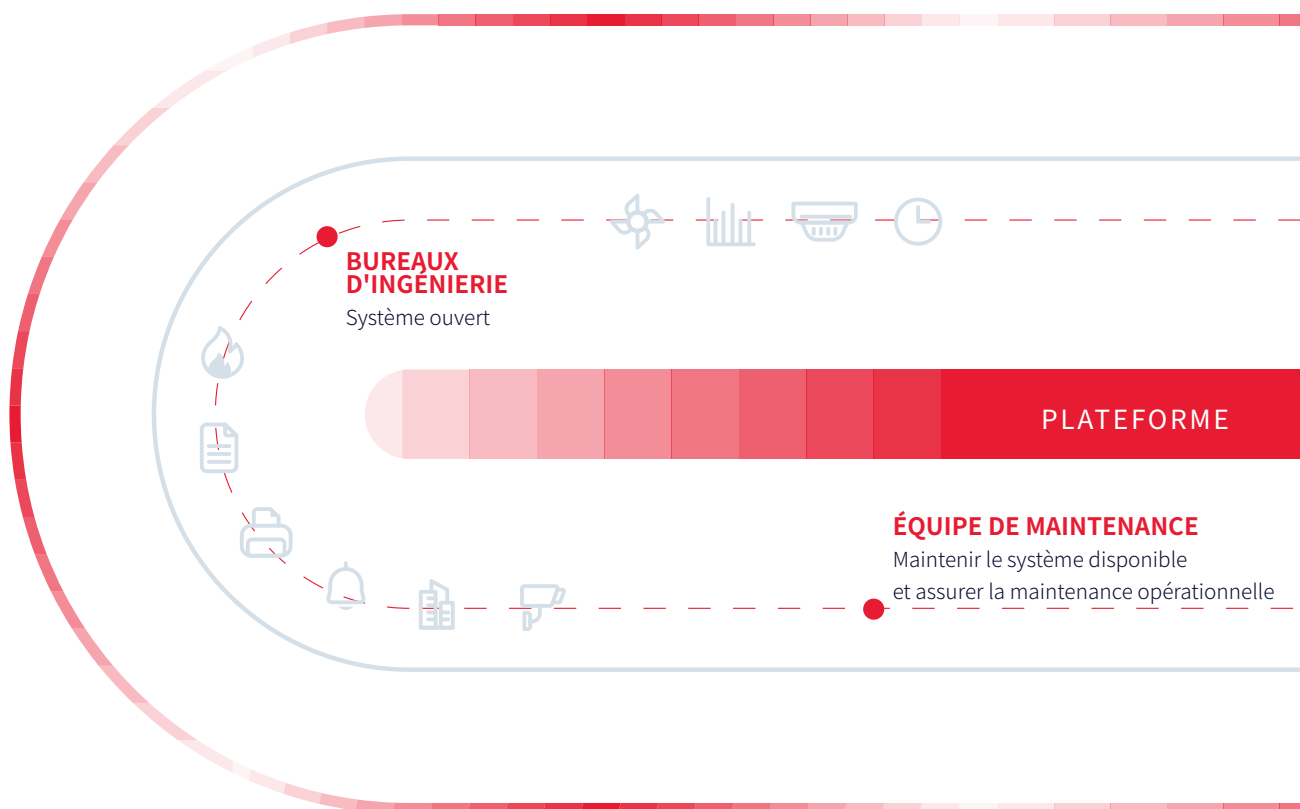 BUREAUX
D'INGÉNIERIE
Système ouvert
PLATEFORME
ÉQUIPE DE MAINTENANCE
Maintenir le système disponible
et assurer la maintenance opérationnelle